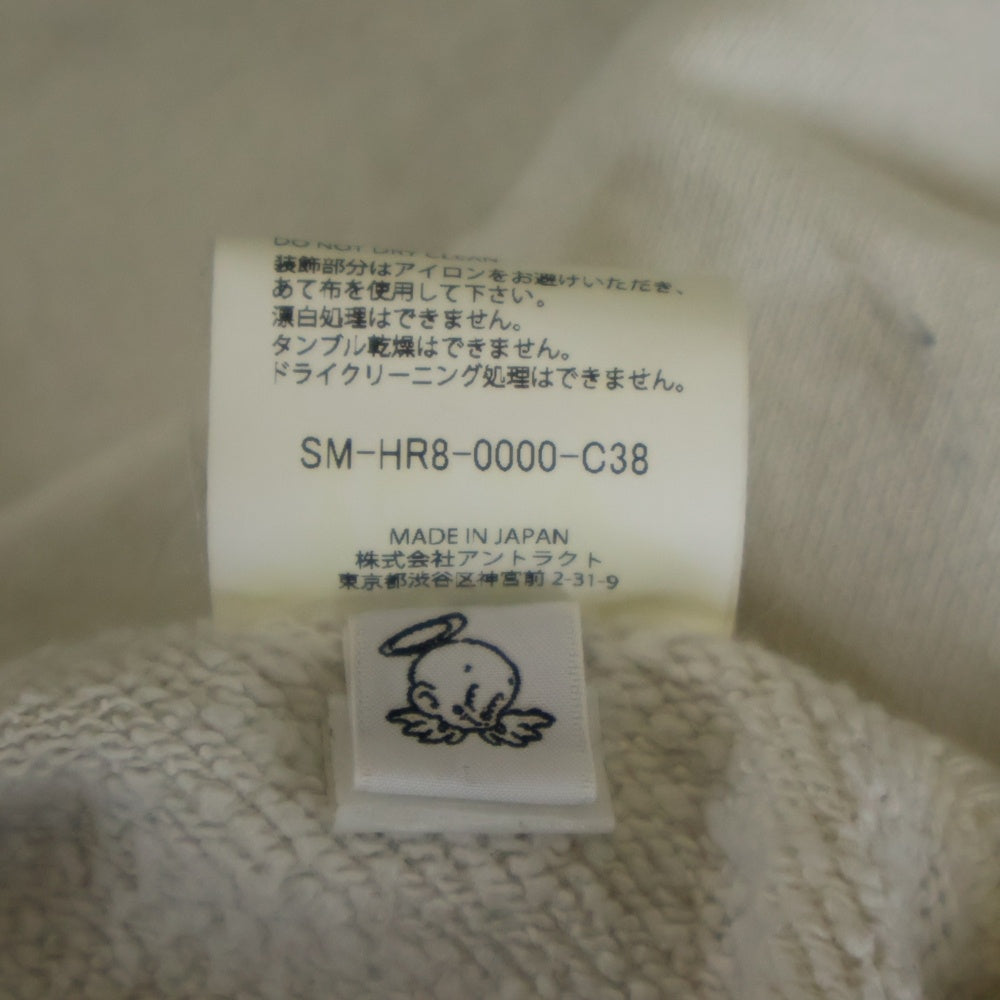 DO NOT DRY CLEAN
装飾部分はアイロンをお避けいただき、
あて布を使用して下さい。
漂白処理はできません。
タンブル乾燥はできません。
ドライクリーニング処理はできません。
SM-HR8-0000-C38
MADE IN JAPAN
株式会社アントラクト
東京都渋谷区神宮前 2-31-9